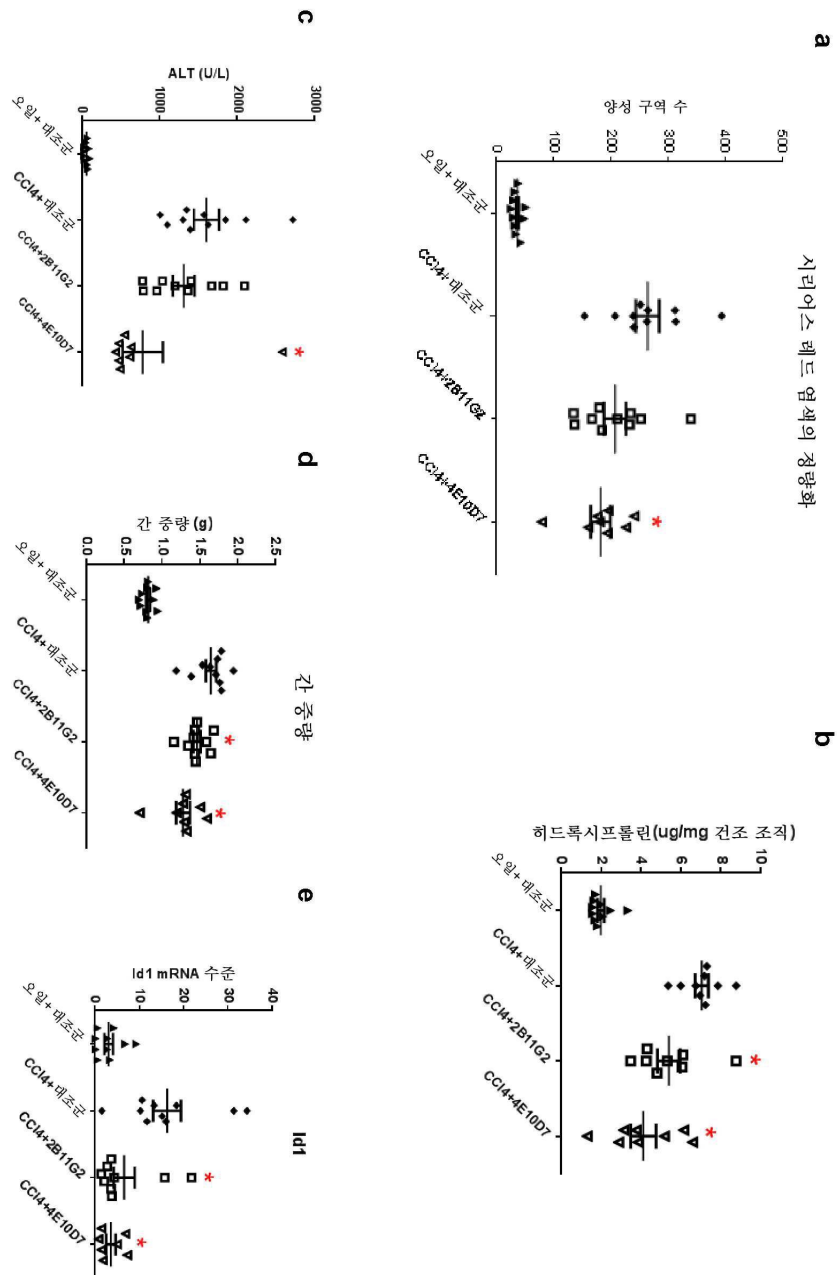 a
시리어스 레드 염색의 정량화
양성 구역 수
500
400
300
200
100
0
오일+대조군
CCl4+대조군
CCl4+2B11G2
CCl4+4E10D7
*
b
히드록시프롤린(ug/mg 건조 조직)
10
8
6
4
2
0
오일+대조군
CCl4+대조군
CCl4+2B11G2
CCl4+4E10D7
*
*
c
ALT (U/L)
3000
2000
1000
0
오일+대조군
CCl4+대조군
CCl4+2B11G2
CCl4+4E10D7
*
d
간 중량
간 중량(g)
2.5
2.0
1.5
1.0
0.5
0.0
오일+대조군
CCl4+대조군
CCl4+2B11G2
CCl4+4E10D7
*
*
e
Id1
Id1 mRNA 수준
40
30
20
10
0
오일+대조군
CCl4+대조군
CCl4+2B11G2
CCl4+4E10D7
*
*